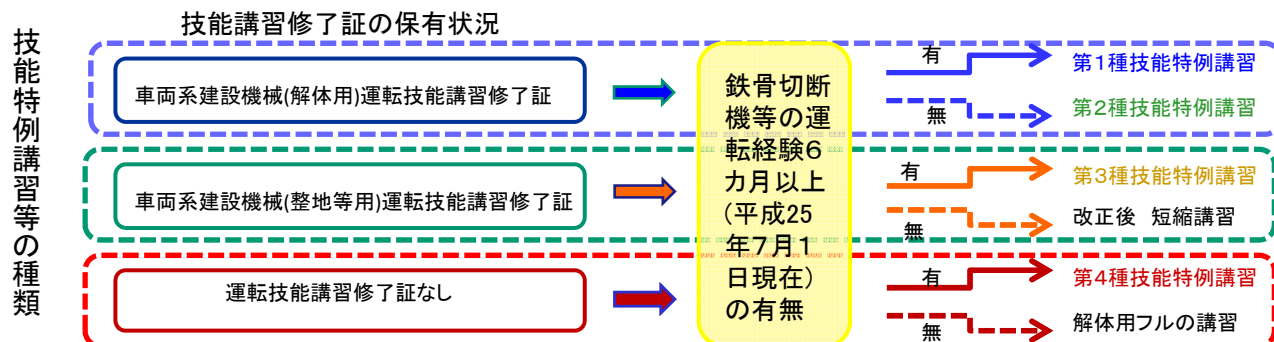 技能特例講習等の種類
技能講習修了証の保有状況
車両系建設機械(解体用)運転技能講習修了証
車両系建設機械(整地等用)運転技能講習修了証
運転技能講習修了証なし
鉄骨切断
機等の運
転経験6
カ月以上
(平成25
年7月1
日現在)
の有無
有
第1種技能特例講習
無
第2種技能特例講習
有
第3種技能特例講習
無
改正後 短縮講習
有
第4種技能特例講習
無
解体用フルの講習